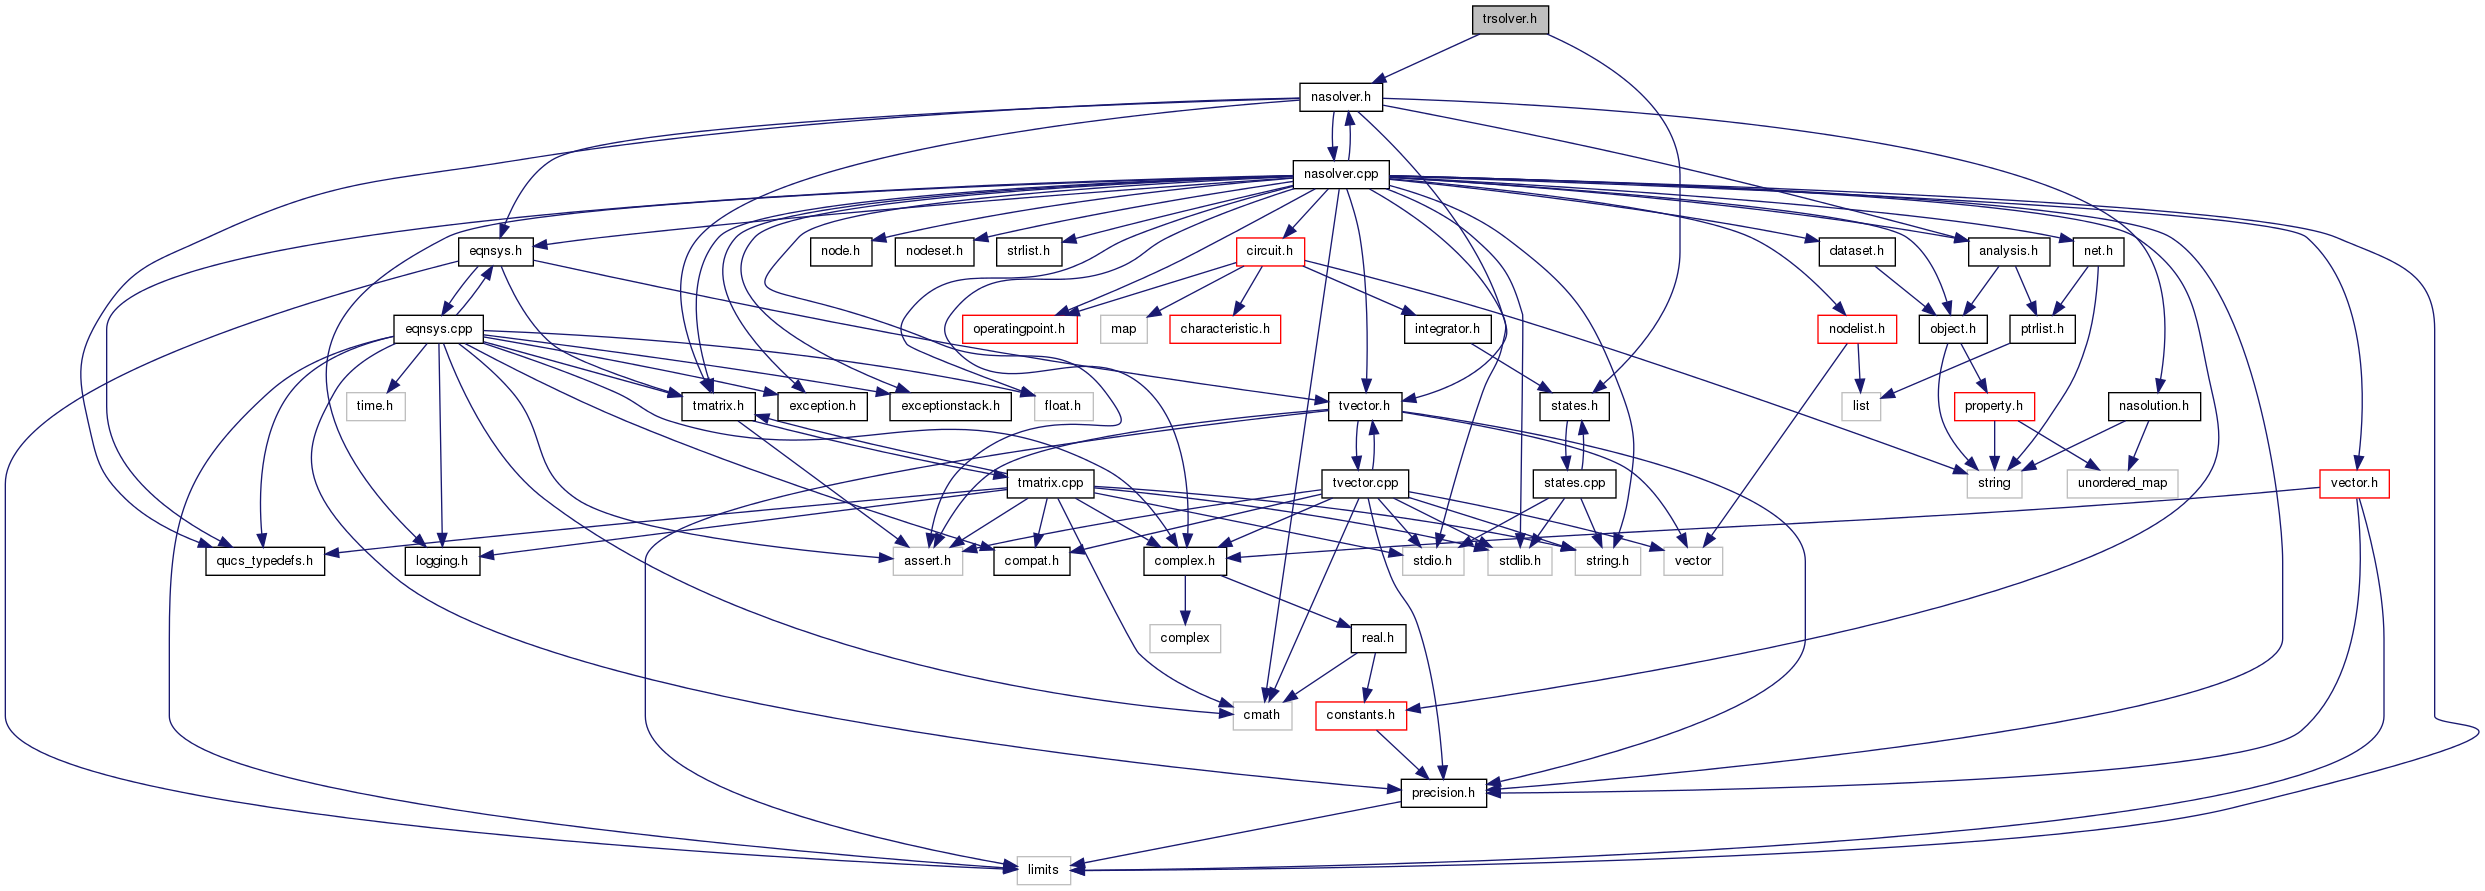 trsolver.h
nasolver.h
nasolver.cpp
eqnsys.h
node.h
nodeset.h
strlist.h
circuit.h
dataset.h
analysis.h
net.h
eqnsys.cpp
operatingpoint.h
map
characteristic.h
integrator.h
nodelist.h
object.h
ptrlist.h
time.h
tmatrix.h
exception.h
exceptionstack.h
float.h
tvector.h
states.h
list
property.h
nasolution.h
tmatrix.cpp
tvector.cpp
states.cpp
string
unordered_map
vector.h
qucs_typedefs.h
logging.h
assert.h
compat.h
complex.h
stdio.h
stdlib.h
string.h
vector
complex
real.h
cmath
constants.h
precision.h
limits